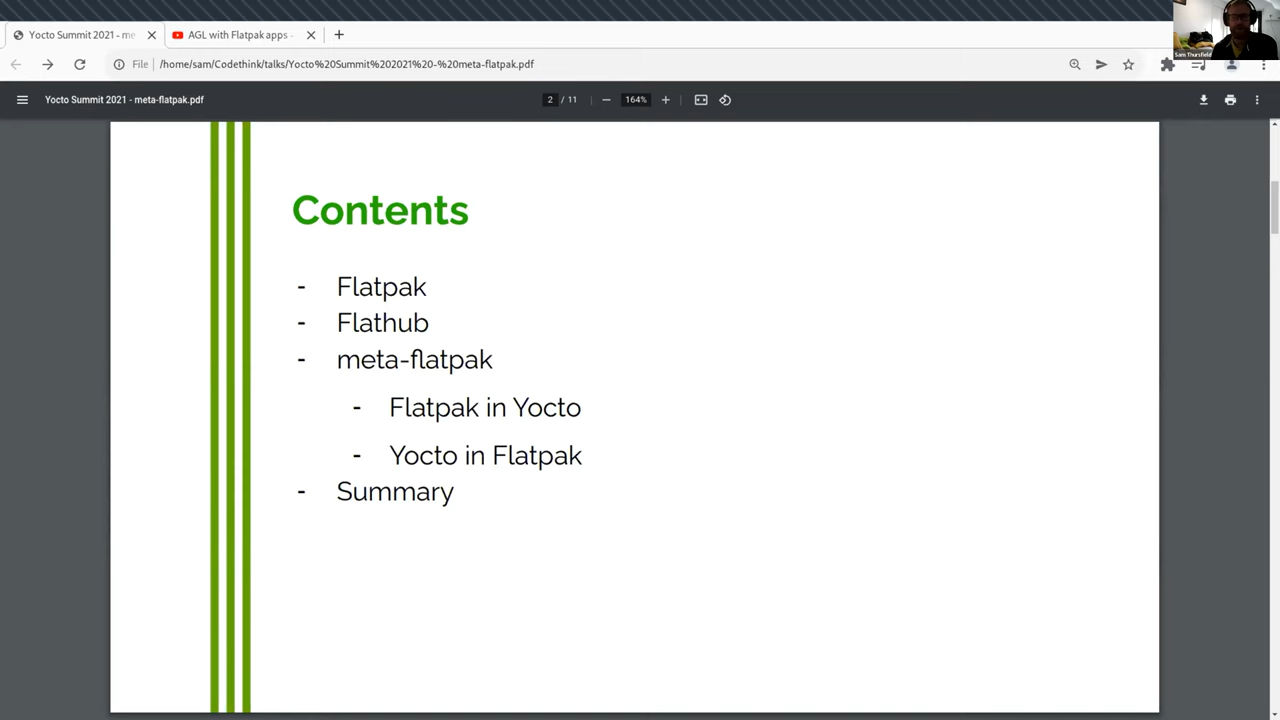 Yocto Summit 2021 - me
AGL with Flatpak apps -
File
/home/sam/Codethink/talks/Yocto%20Summit%202021%20-%20meta-flatpak.pdf
Sam Thursfield
Yocto Summit 2021 - meta-flatpak.pdf
2 / 11
164%
Contents
- Flatpak
- Flathub
- meta-flatpak
- Flatpak in Yocto
- Yocto in Flatpak
- Summary